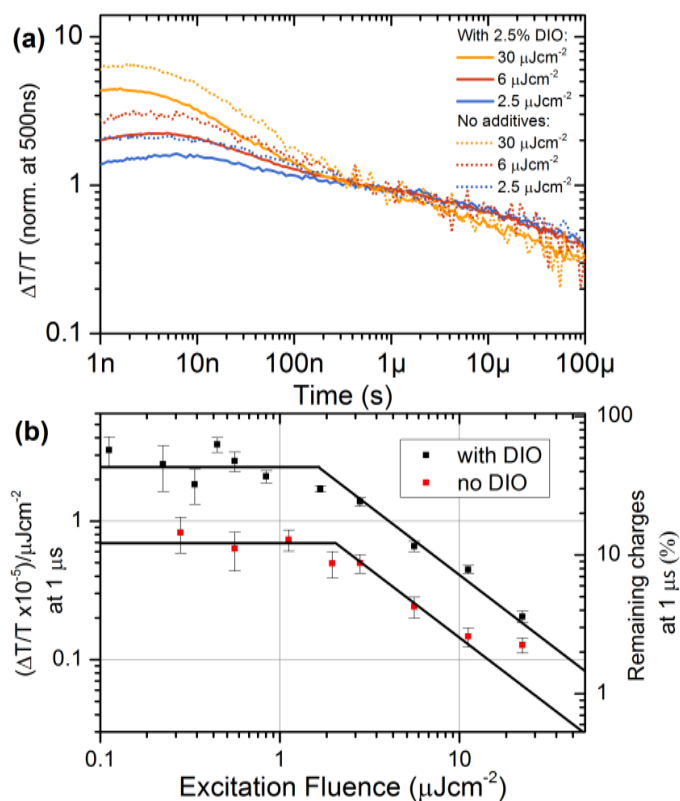 (a)
10
1
0.1
ΔT/T (norm. at 500ns)
With 2.5% DIO:
30 μJcm-2
6 μJcm-2
2.5 μJcm-2
No additives:
30 μJcm-2
6 μJcm-2
2.5 μJcm-2
1n 10n 100n 1μ 10μ 100μ
Time (s)
(b)
(ΔT/T x10-5)/μJcm-2
at 1 μs
1
0.1
with DIO
no DIO
100
10
1
Remaining charges
at 1 μs (%)
0.1 1 10
Excitation Fluence (μJcm-2)